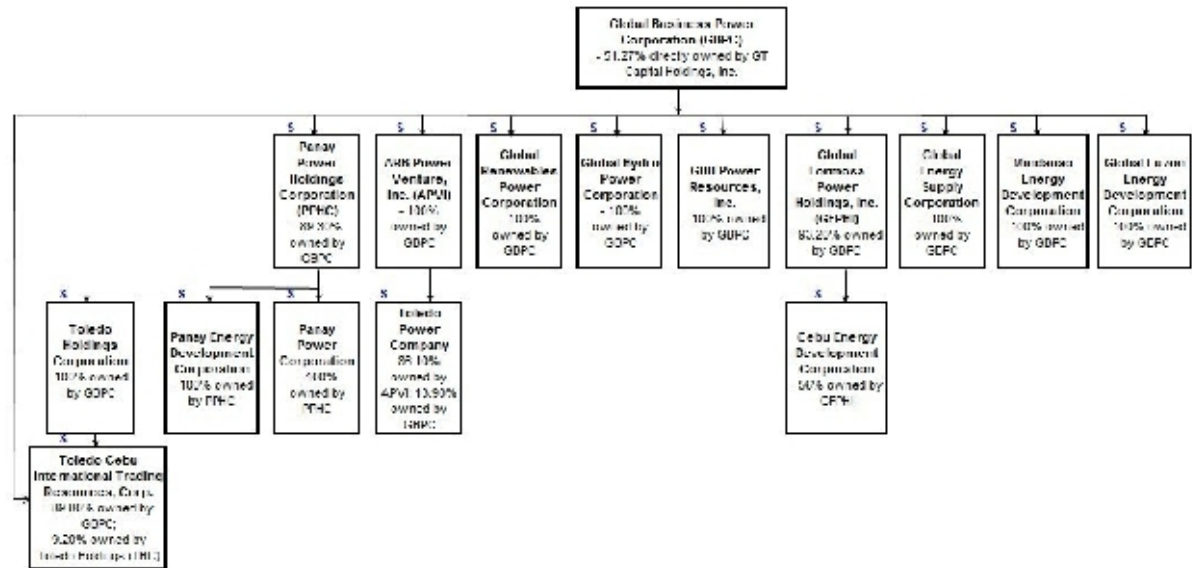 Global Business Power
Corporation (GBPC)
- 51.27% directly owned by GT
Capital Holdings, Inc.
S
S
S
S
S
S
S
S
S
Panay
Power
Holdings
Corporation
(PPHC)
89.30%
owned by
GBPC
ARB Power
Venture,
Inc. (APVI)
- 100%
owned by
GBPC
Global
Renewables
Power
Corporation
100%
owned by
GBPC
Global Hydro
Power
Corporation
- 100%
owned by
GBPC
Power
Resources,
Inc.
100% owned
by GBPC
Global
Formosa
Power
Holdings, Inc.
(GFPHI)
owned
by GBPC
Global
Energy
Supply
Corporation
100%
owned by
GBPC
Mindanao
Energy
Development
Corporation
100% owned
by GBPC
Global Luzon
Energy
Development
Corporation
100% owned
by GBPC
S
S
S
S
S
Toledo
Holdings
Corporation
100% owned
by GBPC
Panay Energy
Development
Corporation
100% owned
by PPHC
Panay
Power
Corporation
100%
owned by
PPHC
Toledo
Power
Company
owned by
APVI,
owned by
GBPC
Cebu Energy
Development
Corporation
owned by
GFPHI
S
Toledo Cebu
International Trading
Resources, Corp.
owned by
GBPC;
owned by
Toledo Holdings (THC)